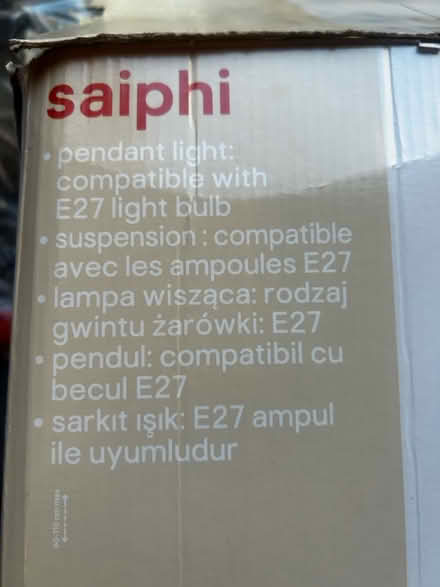 saiphi
• pendant light:
compatible with
E27 light bulb
• suspension : compatible
avec les ampoules E27
• lampa wisząca: rodzaj
gwintu żarówki: E27
• pendul: compatibil cu
becul E27
• sarkıt ışık: E27 ampul
ile uyumludur